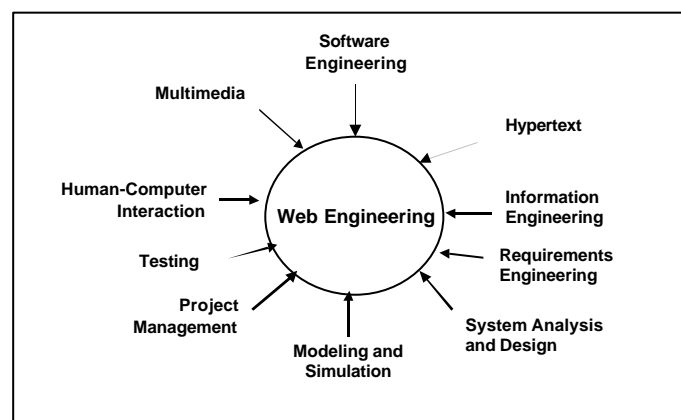 Software
Engineering
Multimedia
Hypertext
Human-Computer
Interaction
Web Engineering
Information
Engineering
Testing
Requirements
Engineering
Project
Management
System Analysis
and Design
Modeling and
Simulation